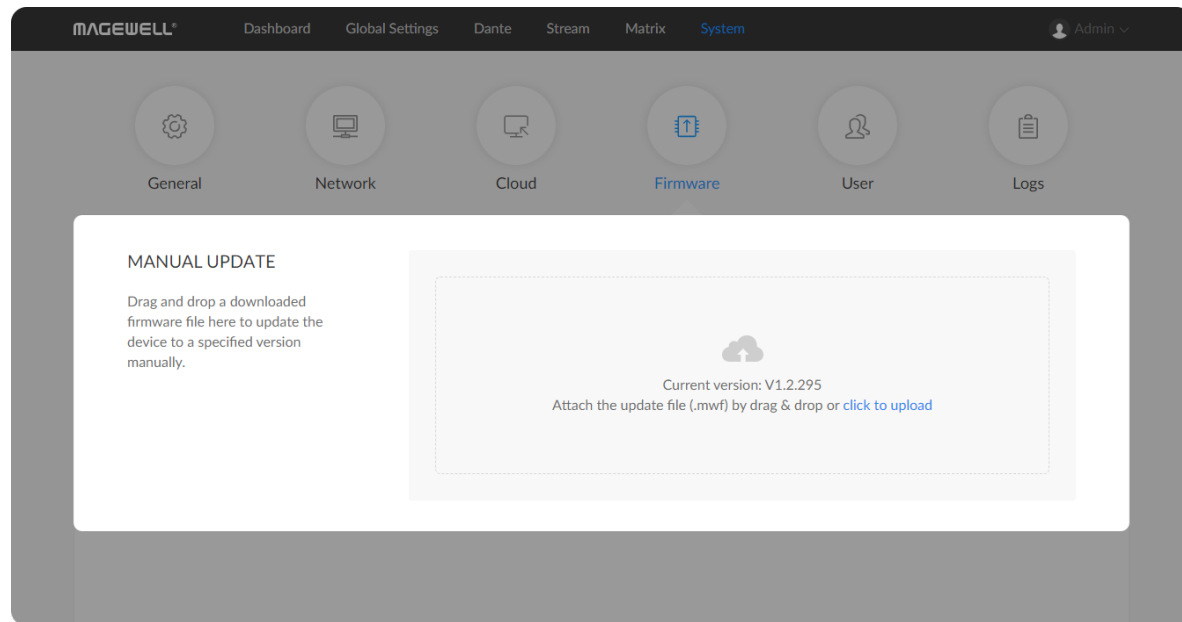 MAGEWELL®
Dashboard
Global Settings
Dante
Stream
Matrix
System
Admin
General
Network
Cloud
Firmware
User
Logs
MANUAL UPDATE
Drag and drop a downloaded
firmware file here to update the
device to a specified version
manually.
Current version: V1.2.295
Attach the update file (.mwf) by drag & drop or click to upload